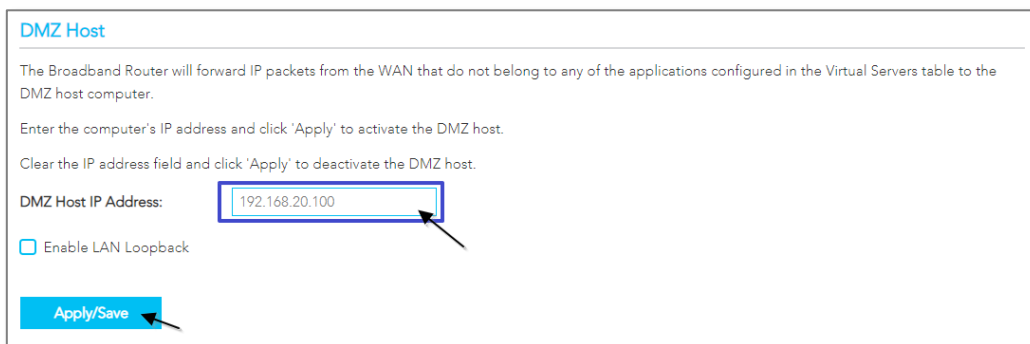 DMZ Host
The Broadband Router will forward IP packets from the WAN that do not belong to any of the applications configured in the Virtual Servers table to the
DMZ host computer.
Enter the computer's IP address and click 'Apply' to activate the DMZ host.
Clear the IP address field and click 'Apply' to deactivate the DMZ host.
DMZ Host IP Address: 192.168.20.100
Enable LAN Loopback
Apply/Save